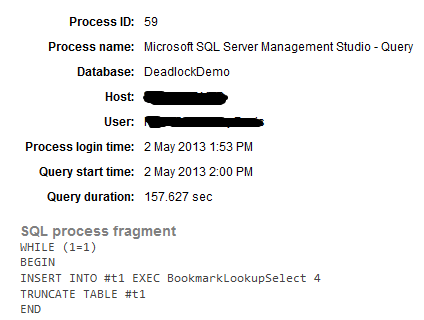 Process ID: 59
Process name: Microsoft SQL Server Management Studio - Query
Database: DeadlockDemo
Host:
User:
Process login time: 2 May 2013 1:53 PM
Query start time: 2 May 2013 2:00 PM
Query duration: 157.627 sec
SQL process fragment
WHILE (1=1)
BEGIN
INSERT INTO #t1 EXEC BookmarkLookupSelect 4
TRUNCATE TABLE #t1
END